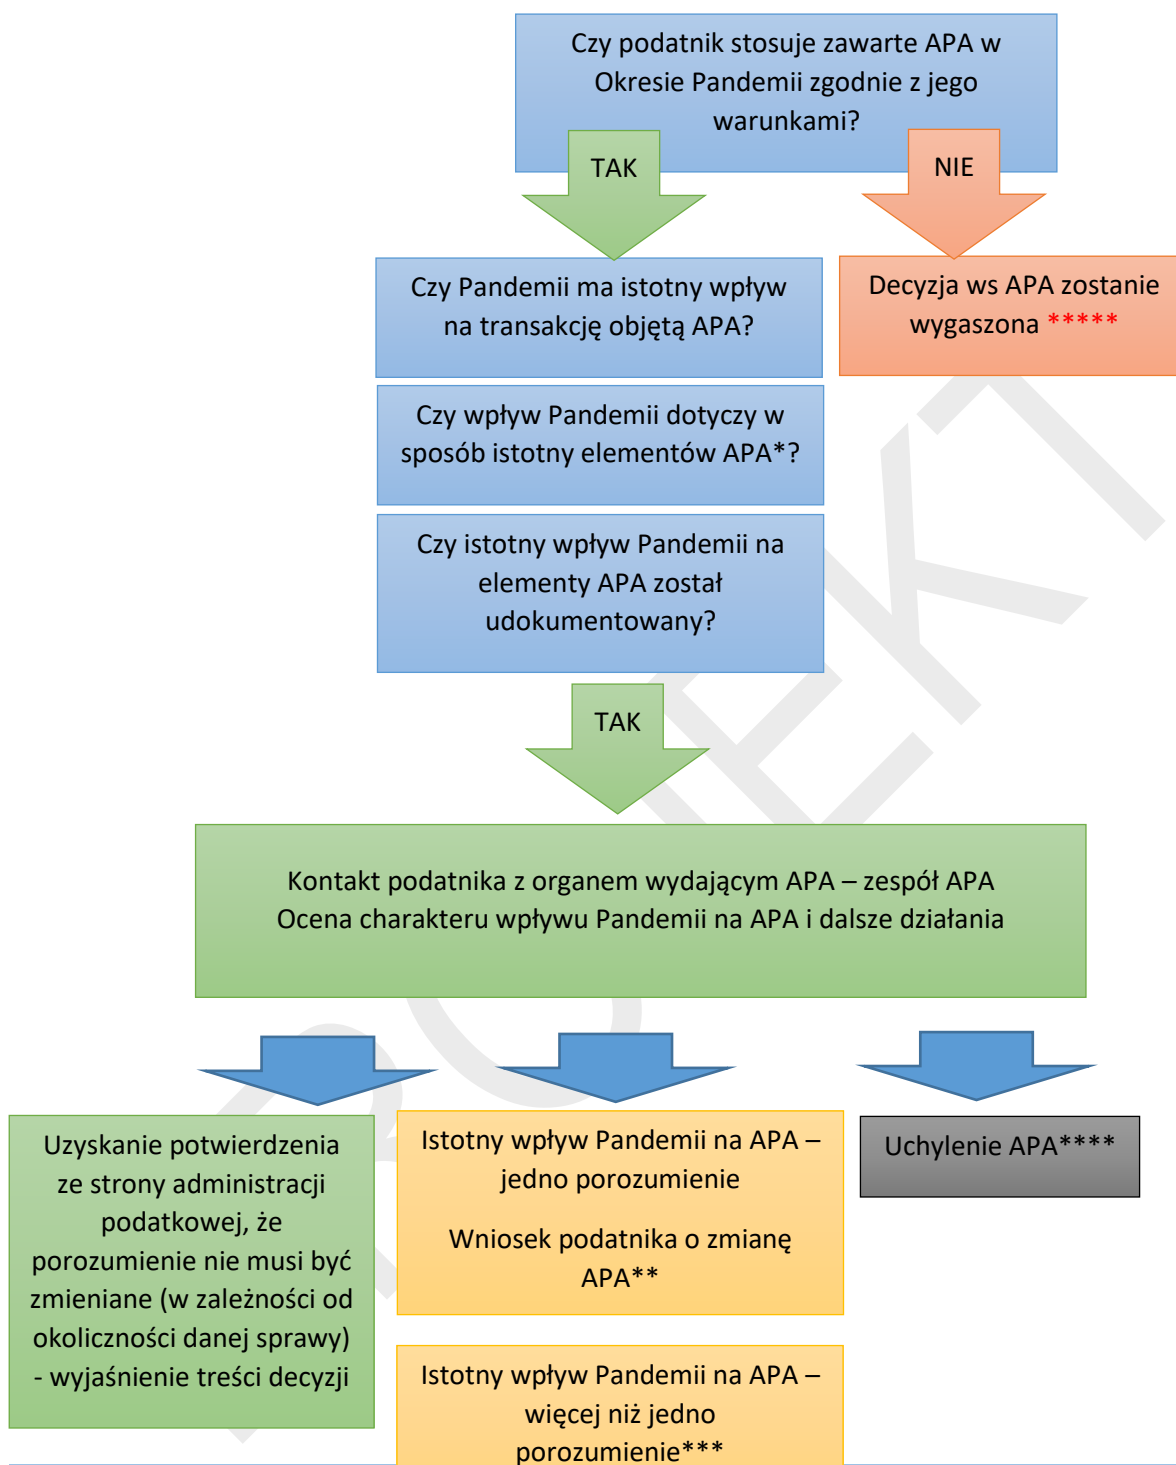 Czy podatnik stosuje zawarte APA w
Okresie Pandemii zgodnie z jego
warunkami?
TAK
NIE
Czy Pandemii ma istotny wpływ
na transakcję objętą APA?
Decyzja ws APA zostanie
wygaszona *****
Czy wpływ Pandemii dotyczy w
sposób istotny elementów APA*?
Czy istotny wpływ Pandemii na
elementy APA został
udokumentowany?
TAK
Kontakt podatnika z organem wydającym APA – zespół APA
Ocena charakteru wpływu Pandemii na APA i dalsze działania
Uzyskanie potwierdzenia
ze strony administracji
podatkowej, że
porozumienie nie musi być
zmieniane (w zależności od
okoliczności danej sprawy)
- wyjaśnienie treści decyzji
Istotny wpływ Pandemii na APA –
jedno porozumienie
Wniosek podatnika o zmianę
APA**
Istotny wpływ Pandemii na APA –
więcej niż jedno
porozumienie***
Uchylenie APA****
PROJEKT